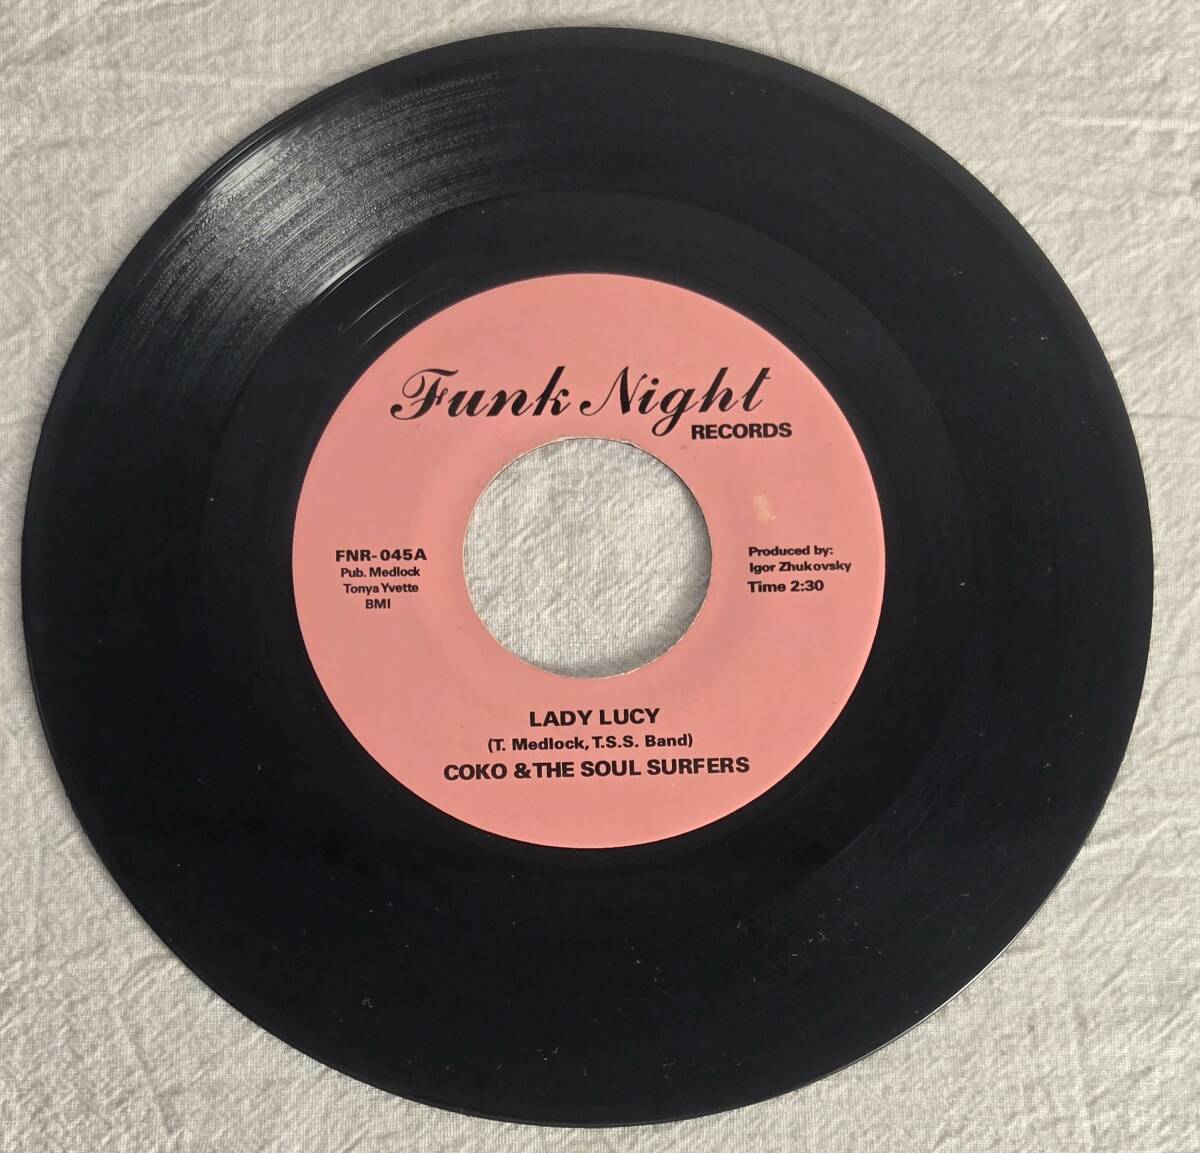 Funk Night
RECORDS
FNR-045A
Pub. Medlock
Tonya Yvette
BMI
Produced by:
Igor Zhukovsky
Time 2:30
LADY LUCY
(T. Medlock, T.S.S. Band)
COKO & THE SOUL SURFERS